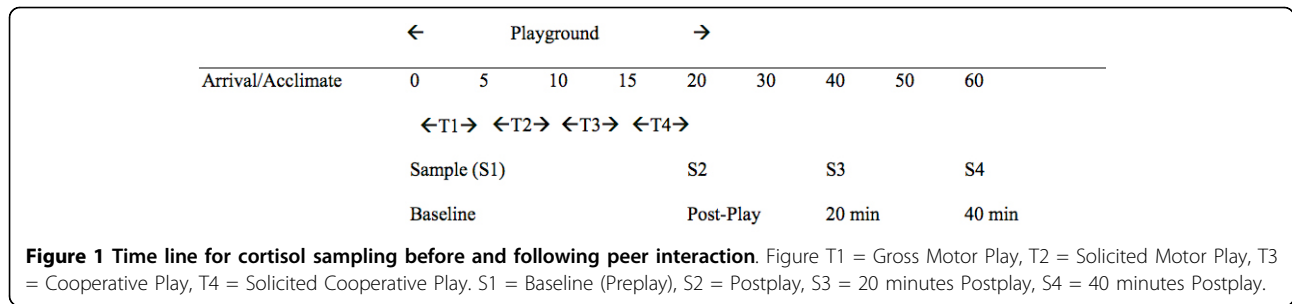 ← Playground →
Arrival/Acclimate 0 5 10 15 20 30 40 50 60
←T1→ ←T2→ ←T3→ ←T4→
Sample (S1) S2 S3 S4
Baseline Post-Play 20 min 40 min
Figure 1 Time line for cortisol sampling before and following peer interaction. Figure T1 = Gross Motor Play, T2 = Solicited Motor Play, T3
= Cooperative Play, T4 = Solicited Cooperative Play. S1 = Baseline (Preplay), S2 = Postplay, S3 = 20 minutes Postplay, S4 = 40 minutes Postplay.